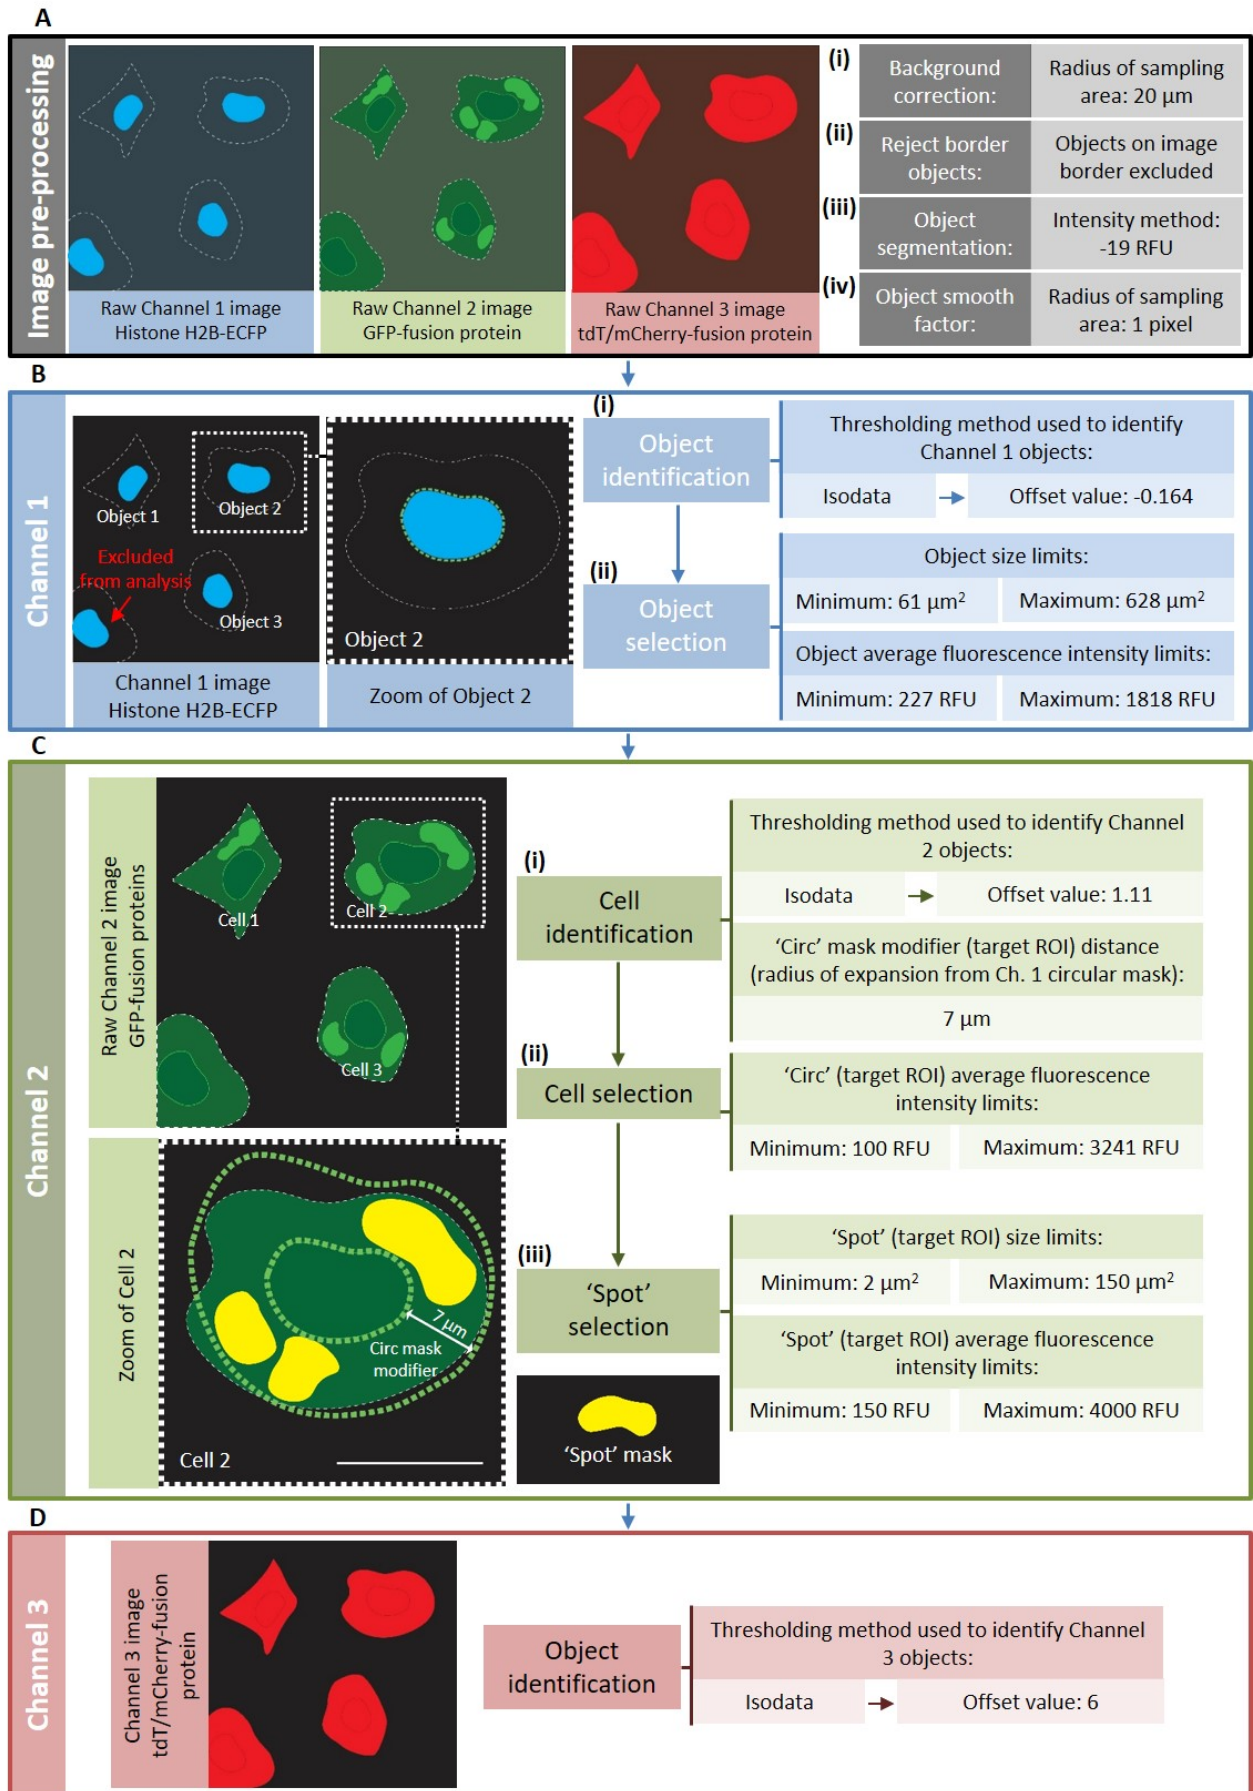 A
Image pre-processing
Raw Channel 1 image
Histone H2B-ECFP
Raw Channel 2 image
GFP-fusion protein
Raw Channel 3 image
tdT/mCherry-fusion protein
(i)
Background
correction:
Radius of sampling
area: 20 µm
(ii)
Reject border
objects:
Objects on image
border excluded
(iii)
Object
segmentation:
Intensity method:
-19 RFU
(iv)
Object smooth
factor:
Radius of sampling
area: 1 pixel
B
Channel 1
Object 1
Object 2
Excluded
from analysis
Object 3
Channel 1 image
Histone H2B-ECFP
Object 2
Zoom of Object 2
(i)
Object
identification
Thresholding method used to identify
Channel 1 objects:
Isodata
Offset value: -0.164
(ii)
Object
selection
Object size limits:
Minimum: 61 µm²
Maximum: 628 µm²
Object average fluorescence intensity limits:
Minimum: 227 RFU
Maximum: 1818 RFU
C
Channel 2
Raw Channel 2 image
GFP-fusion proteins
Cell 1
Cell 2
Cell 3
Zoom of Cell 2
7 µm
Circ mask
modifier
Cell 2
(i)
Cell
identification
Thresholding method used to identify Channel
2 objects:
Isodata
Offset value: 1.11
‘Circ’ mask modifier (target ROI) distance
(radius of expansion from Ch. 1 circular mask):
7 µm
(ii)
Cell selection
‘Circ’ (target ROI) average fluorescence
intensity limits:
Minimum: 100 RFU
Maximum: 3241 RFU
(iii)
‘Spot’
selection
‘Spot’ (target ROI) size limits:
Minimum: 2 µm²
Maximum: 150 µm²
‘Spot’ (target ROI) average fluorescence
intensity limits:
Minimum: 150 RFU
Maximum: 4000 RFU
‘Spot’ mask
D
Channel 3
Channel 3 image
tdT/mCherry-fusion
protein
Object
identification
Thresholding method used to identify Channel
3 objects:
Isodata
Offset value: 6